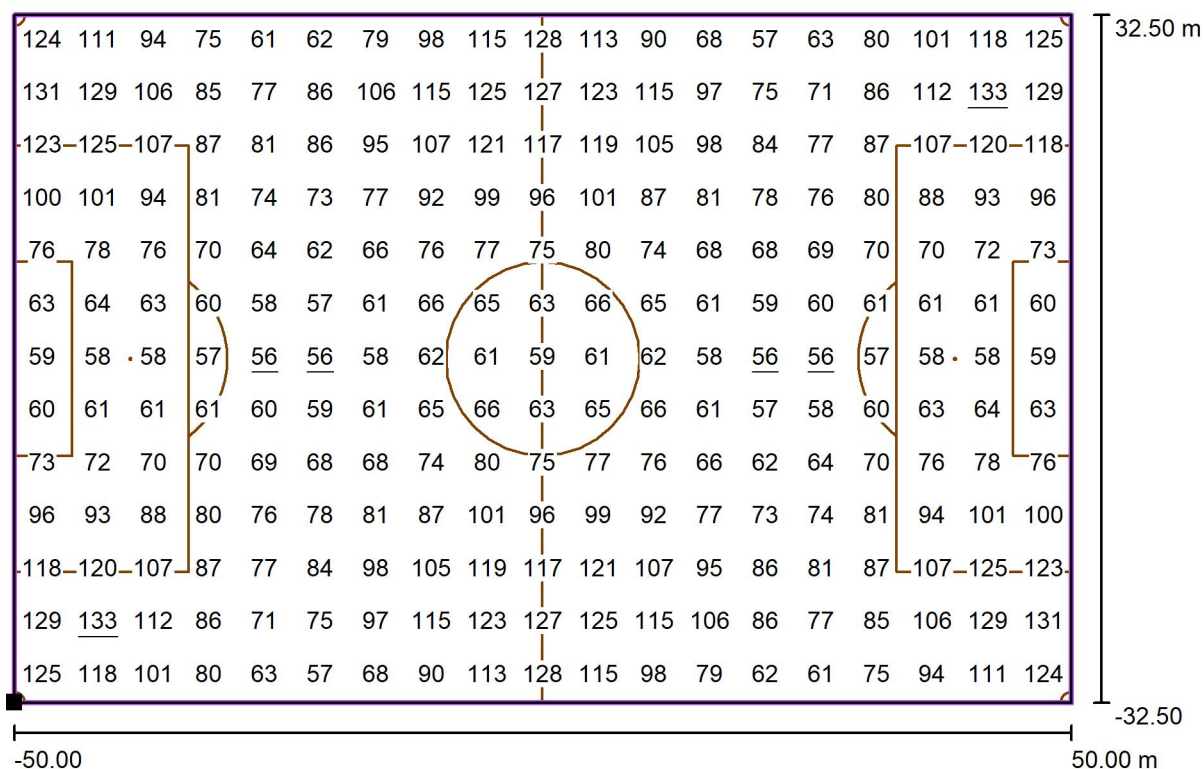 32.50 m
124 111 94 75 61 62 79 98 115 128 113 90 68 57 63 80 101 118 125
131 129 106 85 77 86 106 115 125 127 123 115 97 75 71 86 112 133 129
123 125 107 87 81 86 95 107 121 117 119 105 98 84 77 87 107 120 118
100 101 94 81 74 73 77 92 99 96 101 87 81 78 76 80 88 93 96
76 78 76 70 64 62 66 76 77 75 80 74 68 68 69 70 70 72 73
63 64 63 60 58 57 61 66 65 63 66 65 61 59 60 61 61 61 60
59 58 58 57 56 56 58 62 61 59 61 62 58 56 56 57 58 58 59
60 61 61 61 60 59 61 65 66 63 65 66 61 57 58 60 63 64 63
73 72 70 70 69 68 68 74 80 75 77 76 66 62 64 70 76 78 76
96 93 88 80 76 78 81 87 101 96 99 92 77 73 74 81 94 101 100
118 120 107 87 77 84 98 105 119 117 121 107 95 86 81 87 107 125 123
129 133 112 86 71 75 97 115 123 127 125 115 106 86 77 85 106 129 131
125 118 101 80 63 57 68 90 113 128 115 98 79 62 61 75 94 111 124
-32.50
-50.00 50.00 m